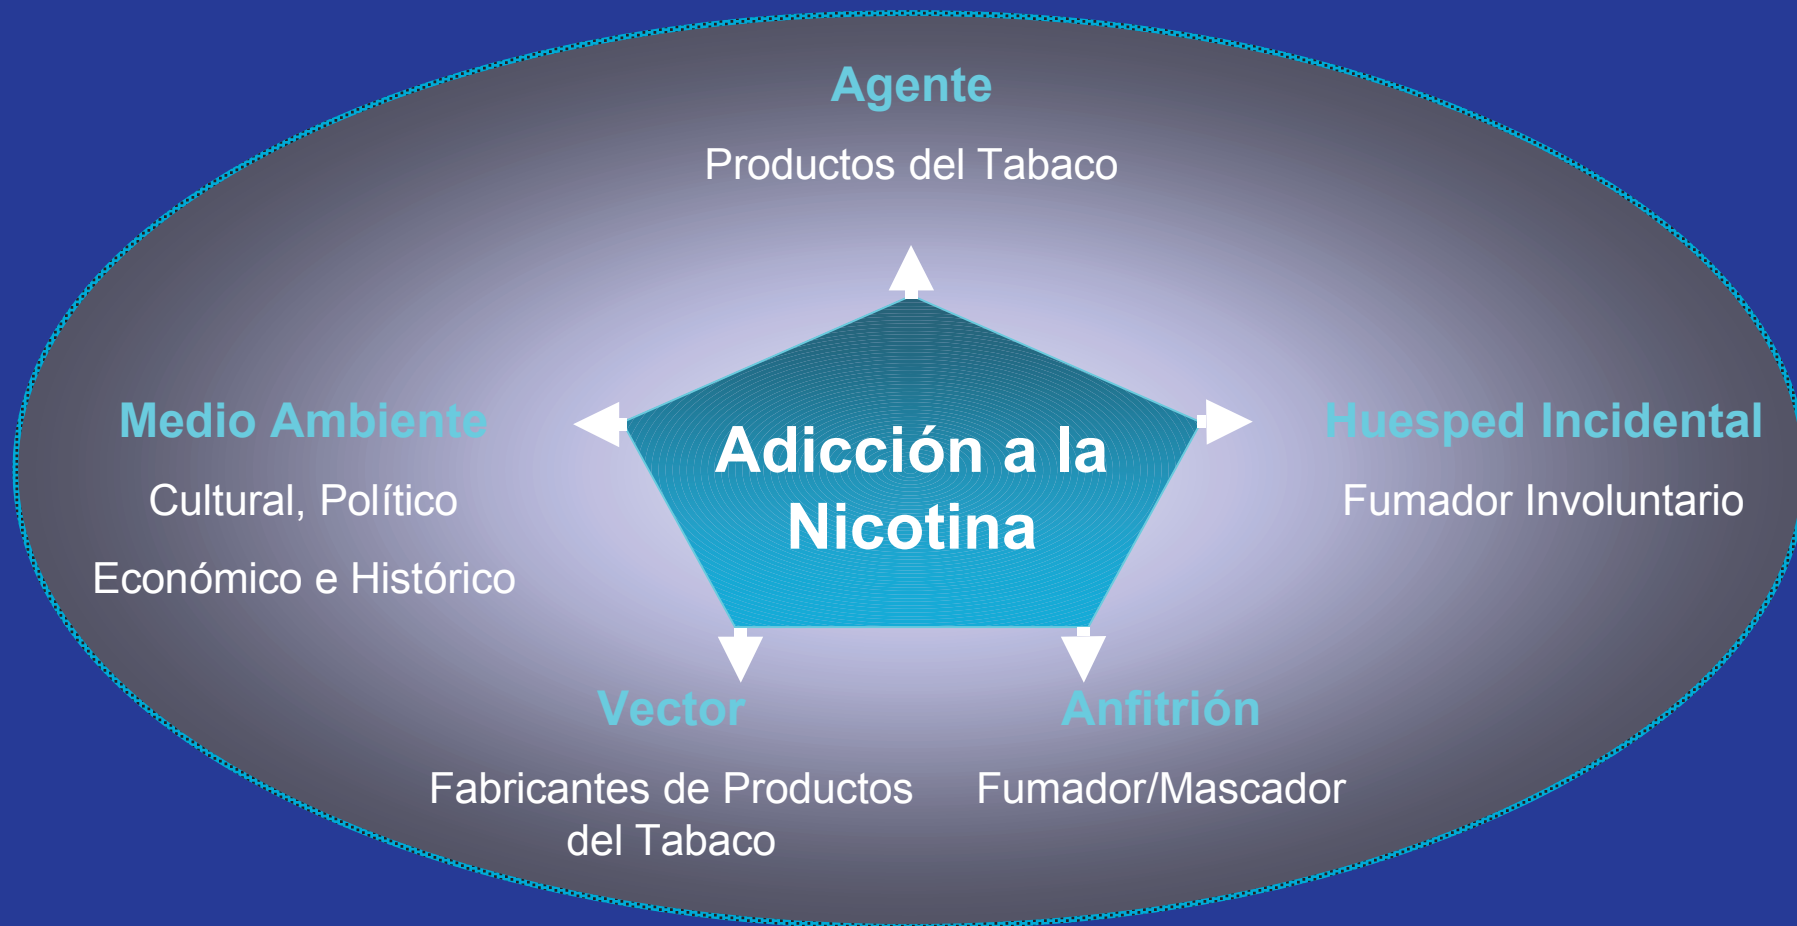 Agente
Productos del Tabaco
Medio Ambiente
Cultural, Político
Económico e Histórico
Adicción a la
Nicotina
Huesped Incidental
Fumador Involuntario
Vector
Fabricantes de Productos
del Tabaco
Anfitrión
Fumador/Mascador